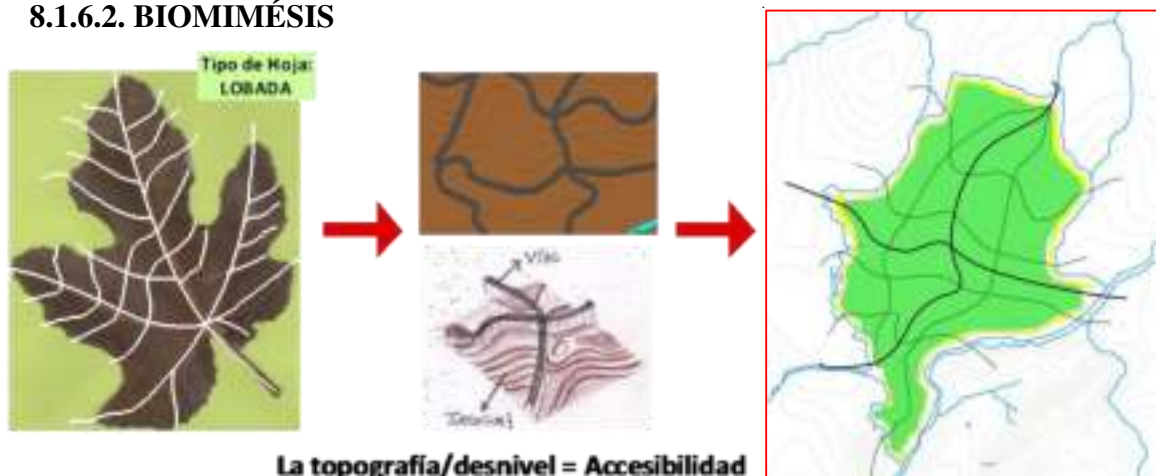 8.1.6.2. BIOMIMÉSIS
Tipo de Hoja:
LOBADA
VÍAS
La topografía/desnivel = Accesibilidad